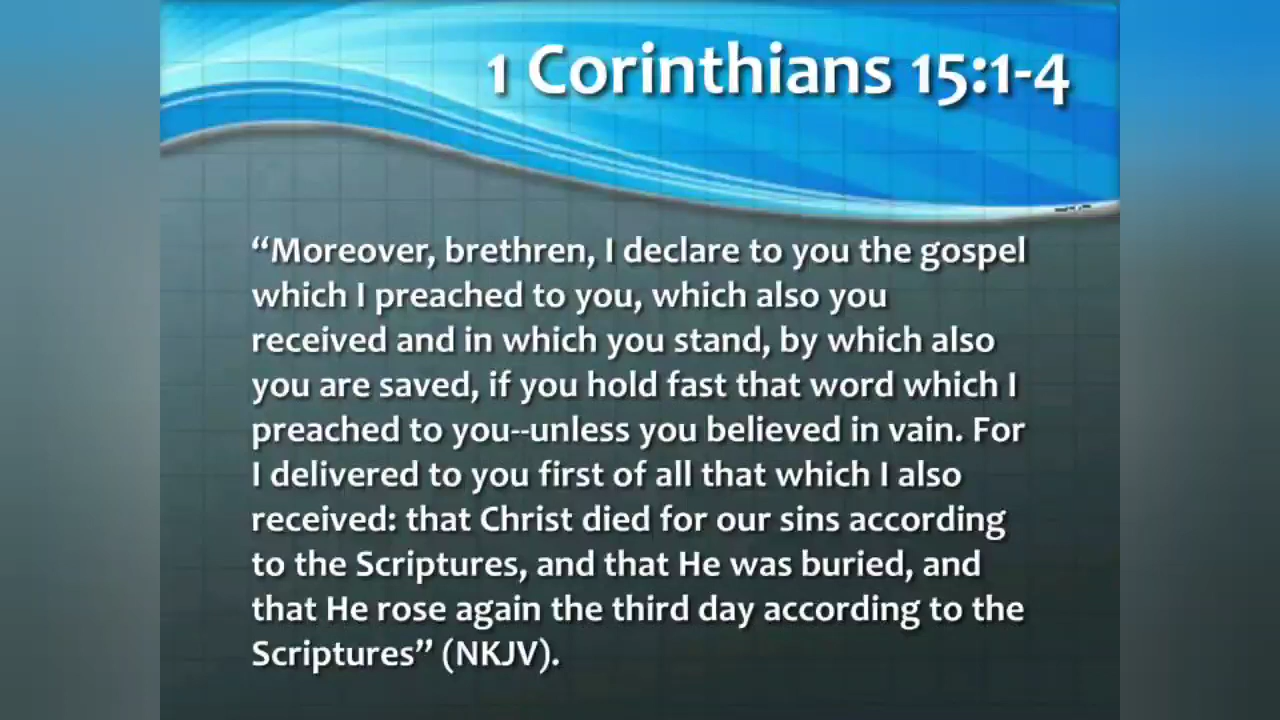 1 Corinthians 15:1-4
“Moreover, brethren, I declare to you the gospel
which I preached to you, which also you
received and in which you stand, by which also
you are saved, if you hold fast that word which I
preached to you--unless you believed in vain. For
I delivered to you first of all that which I also
received: that Christ died for our sins according
to the Scriptures, and that He was buried, and
that He rose again the third day according to the
Scriptures” (NKJV).